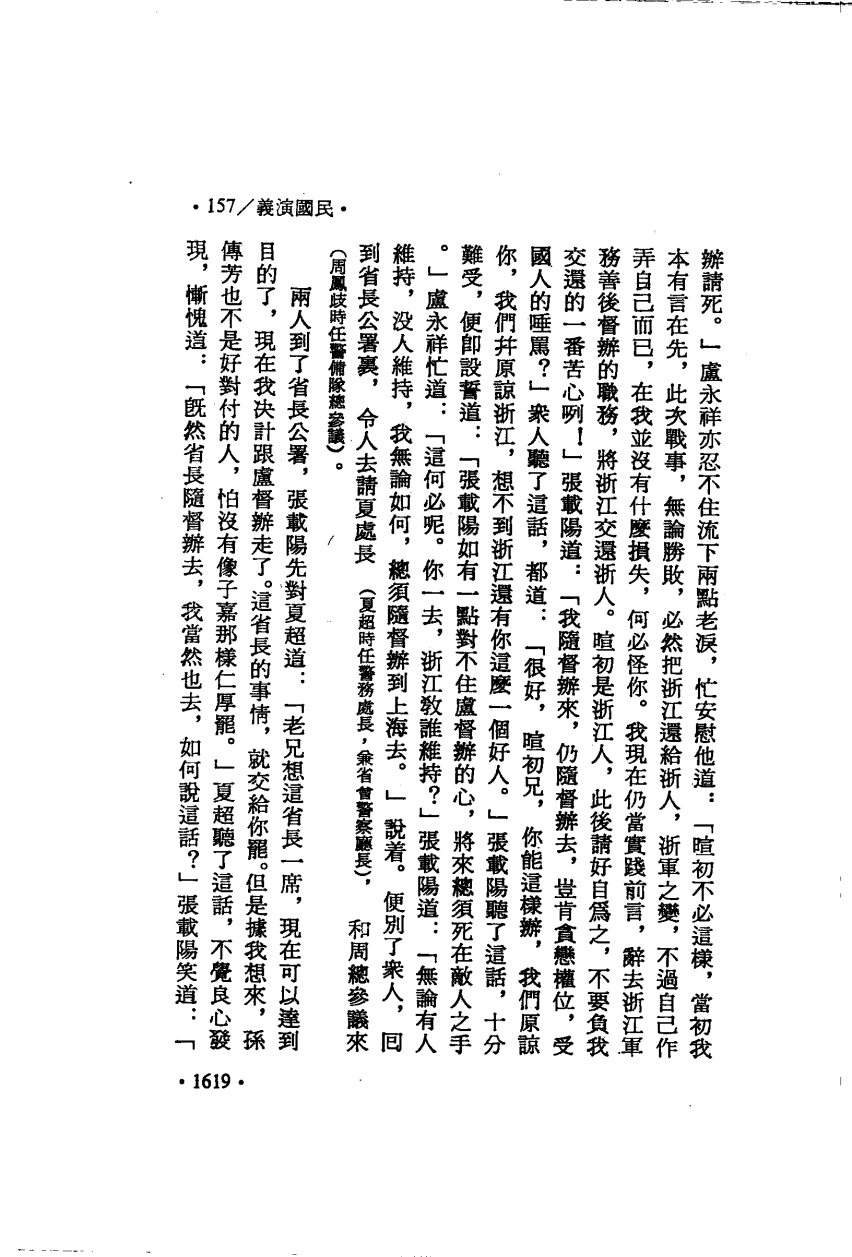 •157／義演國民•
辦請死。」盧永祥亦忍不住流下兩點老淚，忙安慰他道：「暄初不必這樣，當初我
本有言在先，此次戰事，無論勝敗，必然把浙江還給浙人，浙軍之變，不過自己作
弄自己而已，在我並沒有什麼損失，何必怪你。我現在仍當實踐前言，辭去浙江軍
務善後督辦的職務，將浙江交還浙人。暄初是浙江人，此後請好自爲之，不要負我
交還的一番苦心咧！」張載陽道：「我隨督辦來，仍隨督辦去，豈肯貪戀權位，受
國人的唾罵？」衆人聽了這話，都道：「很好，暄初兄，你能這樣辦，我們原諒
你，我們幷原諒浙江，想不到浙江還有你這麼一個好人。」張載陽聽了這話，十分
難受，便卽設誓道：「張載陽如有一點對不住盧督辦的心，將來總須死在敵人之手
。」盧永祥忙道：「這何必呢。你一去，浙江敎誰維持？」張載陽道：「無論有人
維持，没人維持，我無論如何，總須隨督辦到上海去。」說着。便別了衆人，囘
到省長公署裏，令人去請夏處長（夏超時任警務處長，兼省會警察廳長），和周總參議來
（周鳳歧時任警備隊總參議）。
兩人到了省長公署，張載陽先對夏超道：「老兄想這省長一席，現在可以達到
目的了，現在我決計跟盧督辦走了。這省長的事情，就交給你罷。但是據我想來，孫
傳芳也不是好對付的人，怕沒有像子嘉那樣仁厚罷。」夏超聽了這話，不覺良心發
現，慚愧道：「旣然省長隨督辦去，我當然也去，如何說這話？」張載陽笑道：「
•1619•